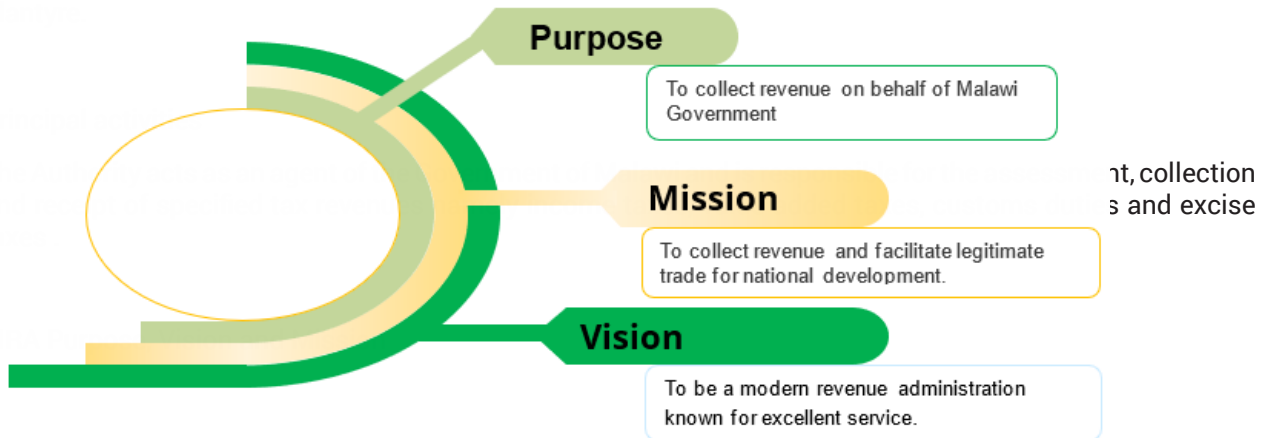 Purpose
To collect revenue on behalf of Malawi
Government
nt, collection
s and excise
Mission
To collect revenue and facilitate legitimate
trade for national development.
Vision
To be a modern revenue administration
known for excellent service.